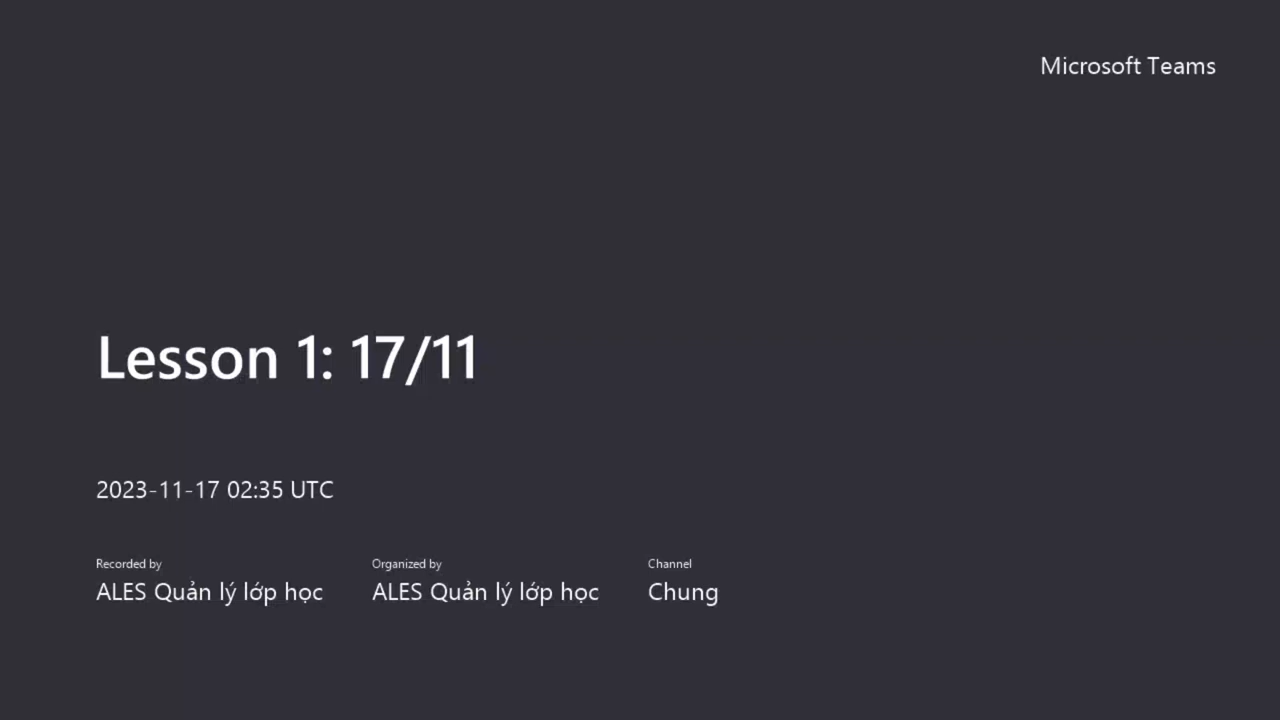 Microsoft Teams
Lesson 1: 17/11
2023-11-17 02:35 UTC
Recorded by
ALES Quản lý lớp học
Organized by
ALES Quản lý lớp học
Channel
Chung